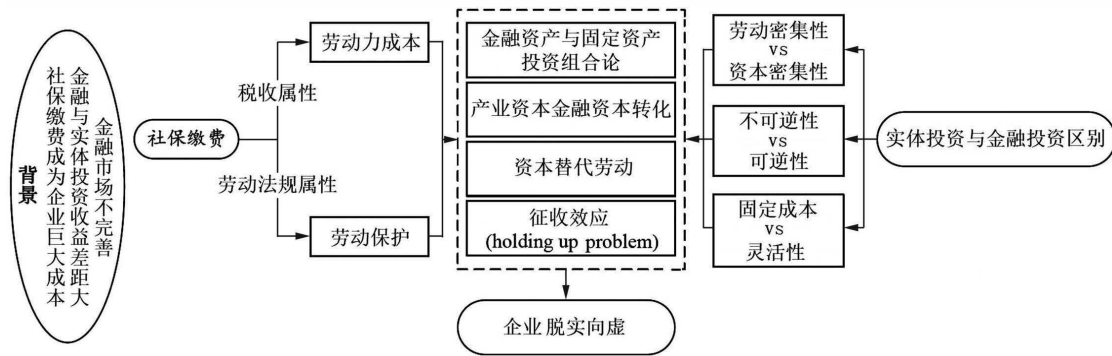 背景
社保缴费成为企业巨大成本
金融与实体投资收益差距大
金融市场不完善
社保缴费
税收属性
劳动法规属性
劳动力成本
劳动保护
金融资产与固定资产
投资组合论
产业资本金融资本转化
资本替代劳动
征收效应
(holding up problem)
企业脱实向虚
劳动密集性
vs
资本密集性
不可逆性
vs
可逆性
固定成本
vs
灵活性
实体投资与金融投资区别